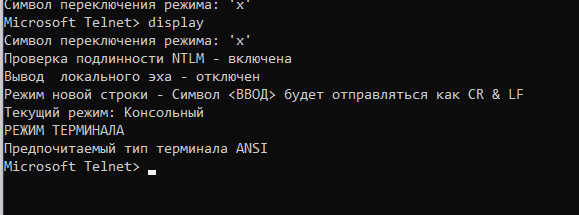 Символ переключения режима: 'x'
Microsoft Telnet> display
Символ переключения режима: 'x'
Проверка подлинности NTLM - включена
Вывод  локального эха - отключен
Режим новой строки - Символ <ВВОД> будет отправляться как CR & LF
Текущий режим: Консольный
РЕЖИМ ТЕРМИНАЛА
Предпочитаемый тип терминала ANSI
Microsoft Telnet>